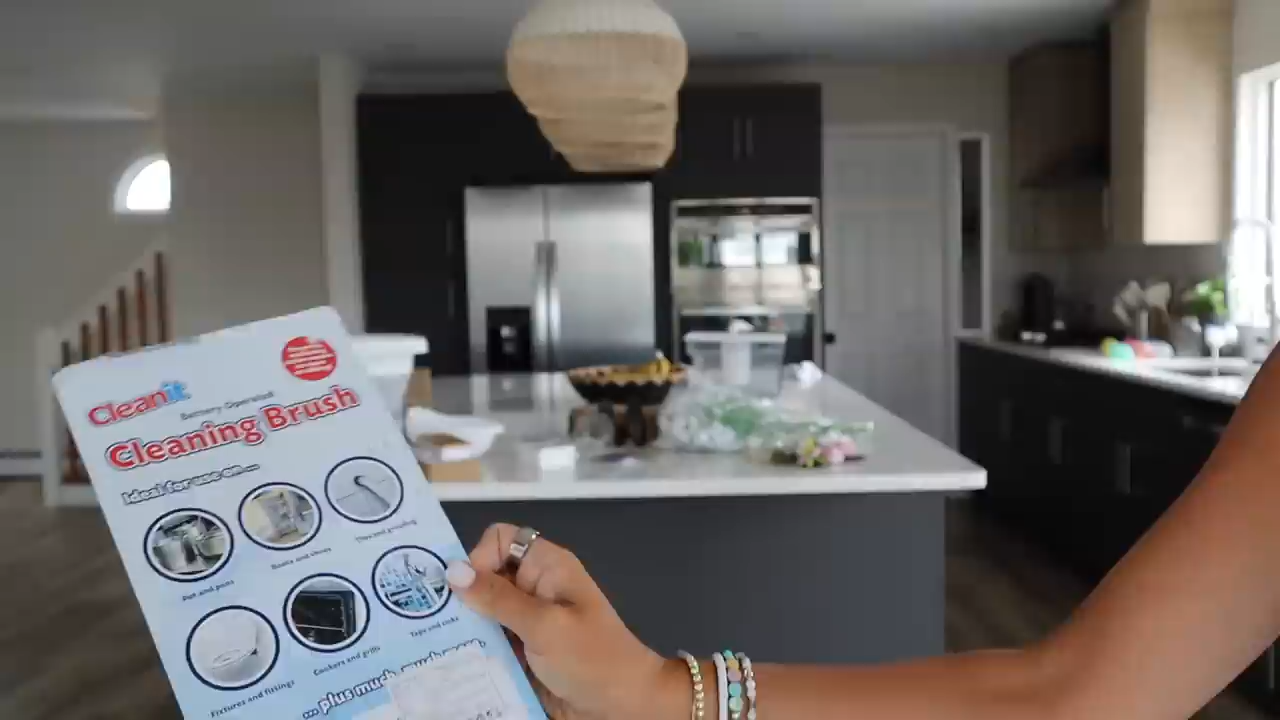 Cleanit
Battery Operated
Cleaning Brush
Ideal for use on...
Pot and pans
Boots and shoes
Tiles and grouting
Fixtures and fittings
Cookers and grills
Taps and sinks
... plus much, much more.